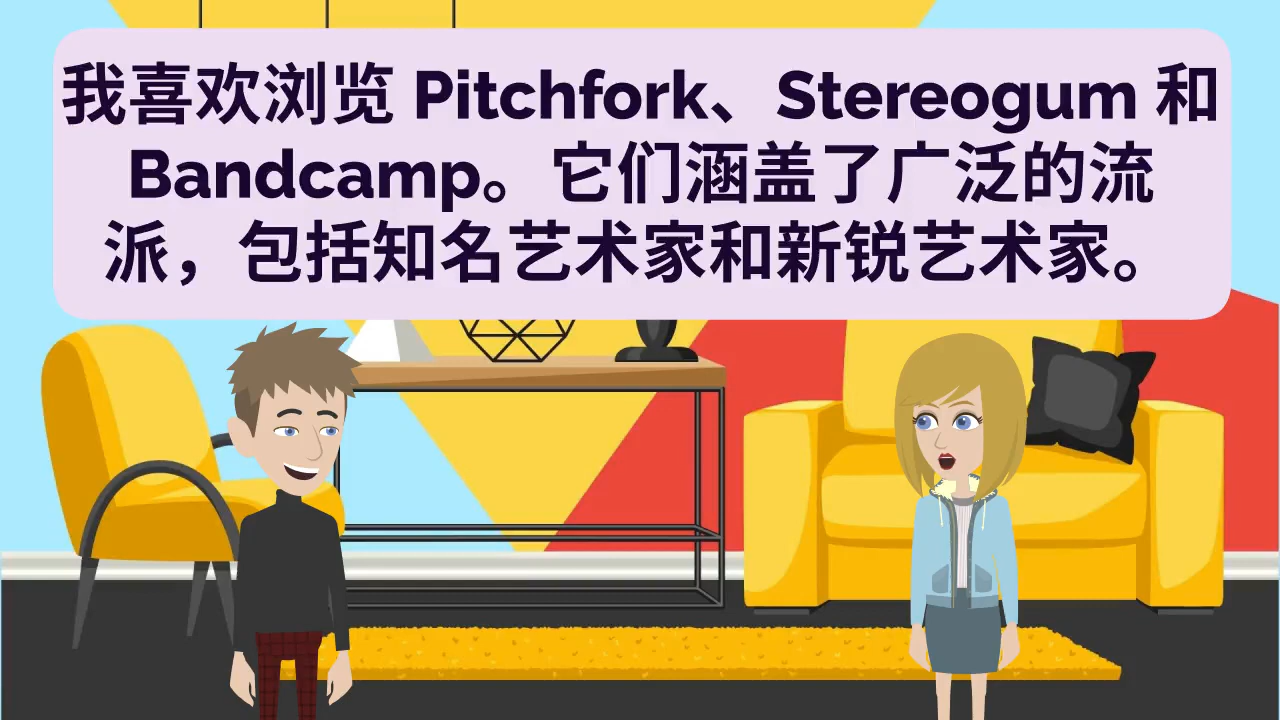 我喜欢浏览 Pitchfork、Stereogum 和
Bandcamp。它们涵盖了广泛的流
派，包括知名艺术家和新锐艺术家。